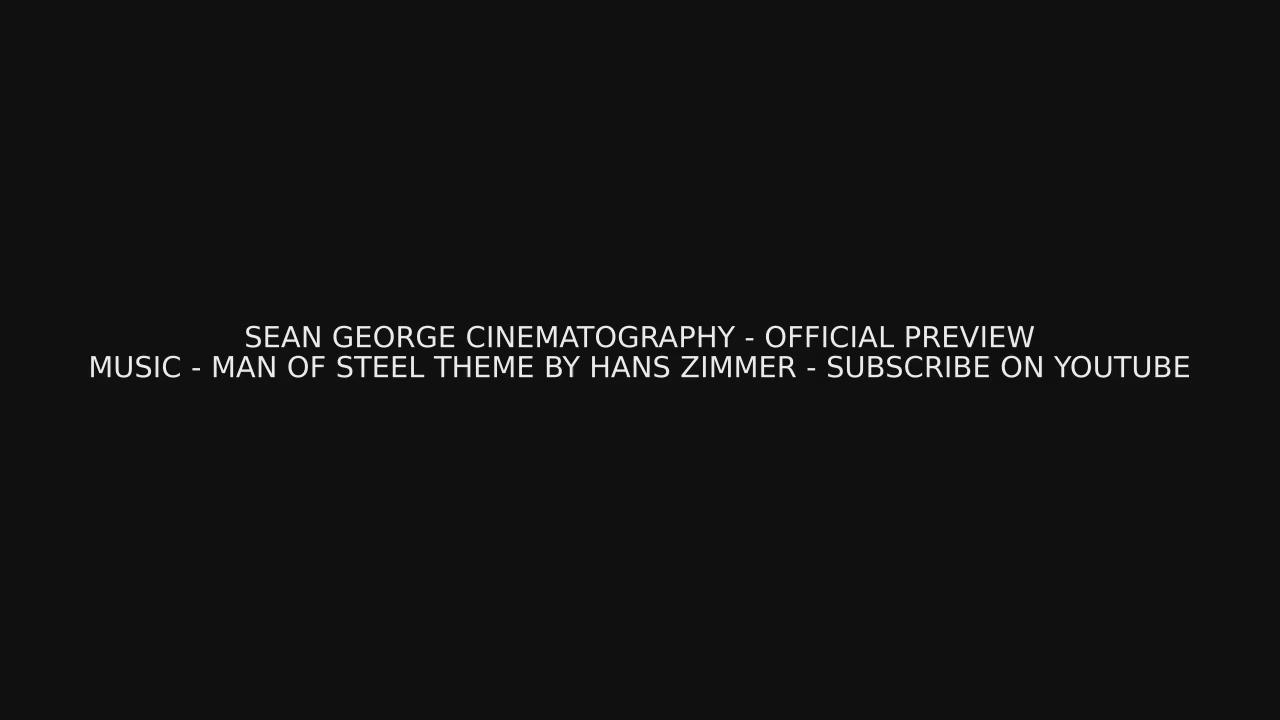 SEAN GEORGE CINEMATOGRAPHY - OFFICIAL PREVIEW
MUSIC - MAN OF STEEL THEME BY HANS ZIMMER - SUBSCRIBE ON YOUTUBE